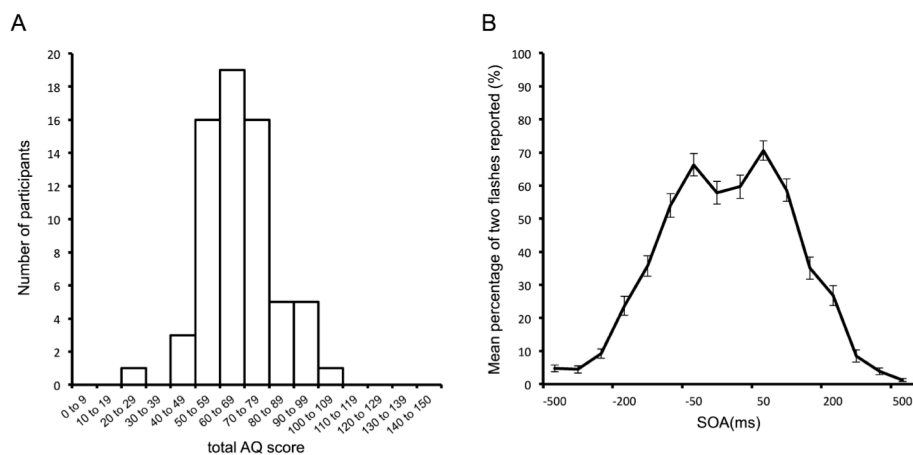 A
Number of participants
20
18
16
14
12
10
8
6
4
2
0
0 to 9
10 to 19
20 to 29
30 to 39
40 to 49
50 to 59
60 to 69
70 to 79
80 to 89
90 to 99
100 to 109
110 to 119
120 to 129
130 to 139
140 to 150
total AQ score
B
Mean percentage of two flashes reported (%)
100
90
80
70
60
50
40
30
20
10
0
-500 -200 -50 50 200 500
SOA(ms)